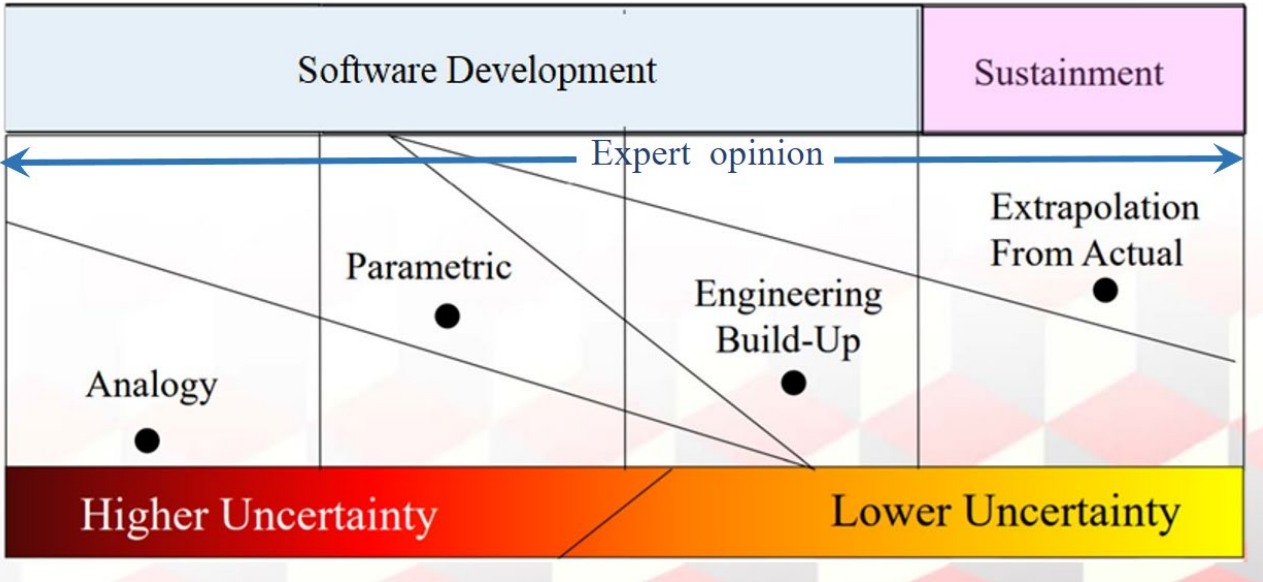 Software Development
Sustainment
Expert opinion
Extrapolation
From Actual
Parametric
Engineering
Build-Up
Analogy
Higher Uncertainty
Lower Uncertainty